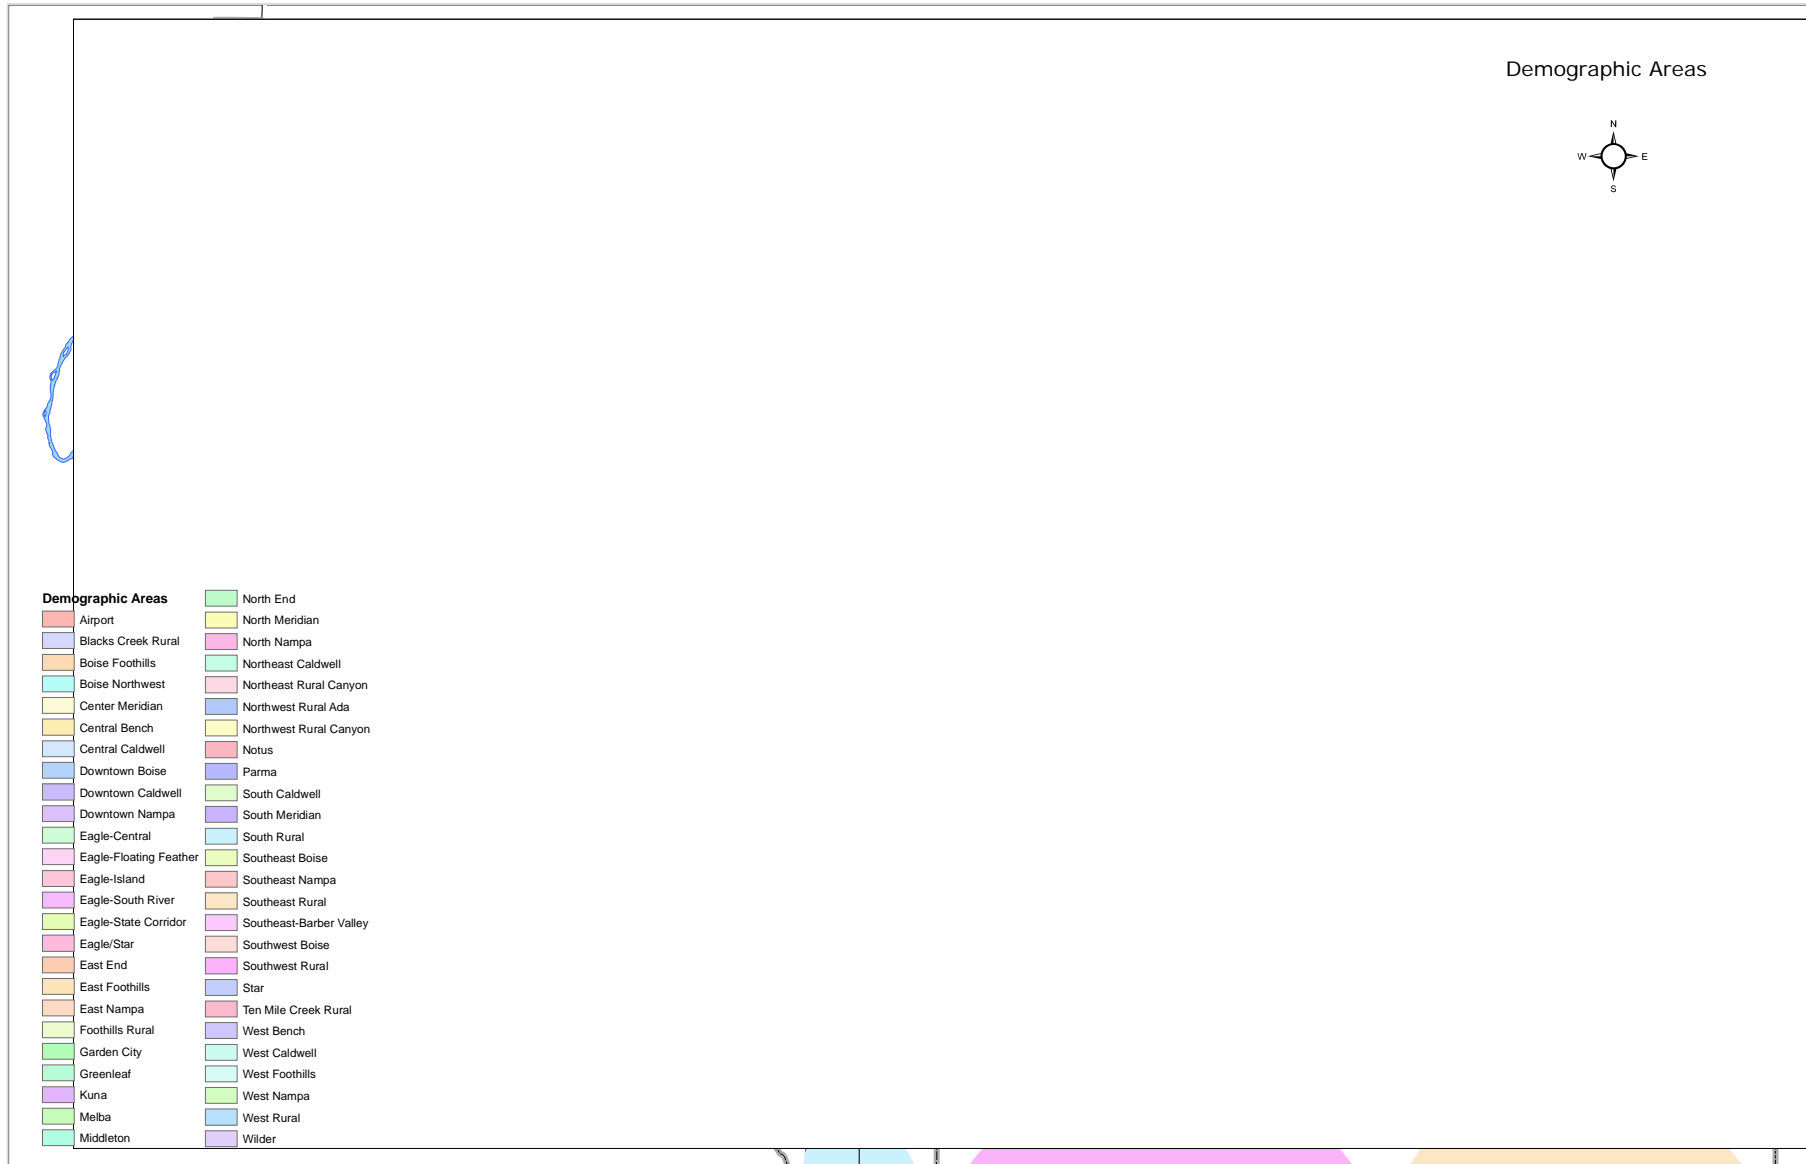 Demographic Areas
N
W E
S
Demographic Areas
Airport
Blacks Creek Rural
Boise Foothills
Boise Northwest
Center Meridian
Central Bench
Central Caldwell
Downtown Boise
Downtown Caldwell
Downtown Nampa
Eagle-Central
Eagle-Floating Feather
Eagle-Island
Eagle-South River
Eagle-State Corridor
Eagle/Star
East End
East Foothills
East Nampa
Foothills Rural
Garden City
Greenleaf
Kuna
Melba
Middleton
North End
North Meridian
North Nampa
Northeast Caldwell
Northeast Rural Canyon
Northwest Rural Ada
Northwest Rural Canyon
Notus
Parma
South Caldwell
South Meridian
South Rural
Southeast Boise
Southeast Nampa
Southeast Rural
Southeast-Barber Valley
Southwest Boise
Southwest Rural
Star
Ten Mile Creek Rural
West Bench
West Caldwell
West Foothills
West Nampa
West Rural
Wilder